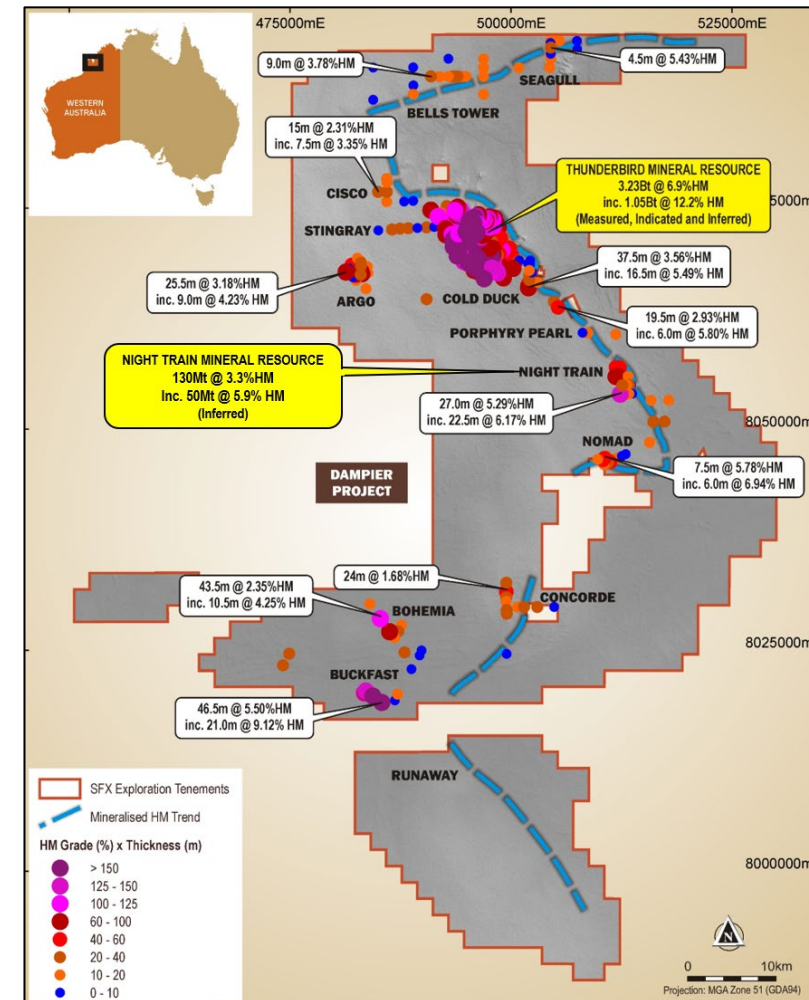 475000mE
500000mE
525000mE
WESTERN
AUSTRALIA
9.0m @ 3.78%HM
4.5m @ 5.43%HM
SEAGULL
BELLS TOWER
15m @ 2.31%HM
inc. 7.5m @ 3.35% HM
THUNDERBIRD MINERAL RESOURCE
3.23Bt @ 6.9%HM
inc. 1.05Bt @ 12.2% HM
(Measured, Indicated and Inferred)
CISCO
5000m
STINGRAY
37.5m @ 3.56%HM
inc. 16.5m @ 5.49% HM
25.5m @ 3.18%HM
inc. 9.0m @ 4.23% HM
ARGO
COLD DUCK
19.5m @ 2.93%HM
inc. 6.0m @ 5.80% HM
PORPHYRY PEARL
NIGHT TRAIN MINERAL RESOURCE
130Mt @ 3.3%HM
Inc. 50Mt @ 5.9% HM
(Inferred)
NIGHT TRAIN
27.0m @ 5.29%HM
inc. 22.5m @ 6.17% HM
8050000m
NOMAD
7.5m @ 5.78%HM
inc. 6.0m @ 6.94% HM
DAMPIER
PROJECT
24m @ 1.68%HM
43.5m @ 2.35%HM
inc. 10.5m @ 4.25% HM
BOHEMIA
CONCORDE
8025000m
BUCKFAST
46.5m @ 5.50%HM
inc. 21.0m @ 9.12% HM
RUNAWAY
SFX Exploration Tenements
Mineralised HM Trend
HM Grade (%) x Thickness (m)
> 150
125 - 150
100 - 125
60 - 100
40 - 60
20 - 40
10 - 20
0 - 10
8000000m
N
0 10km
Projection: MGA Zone 51 (GDA94)